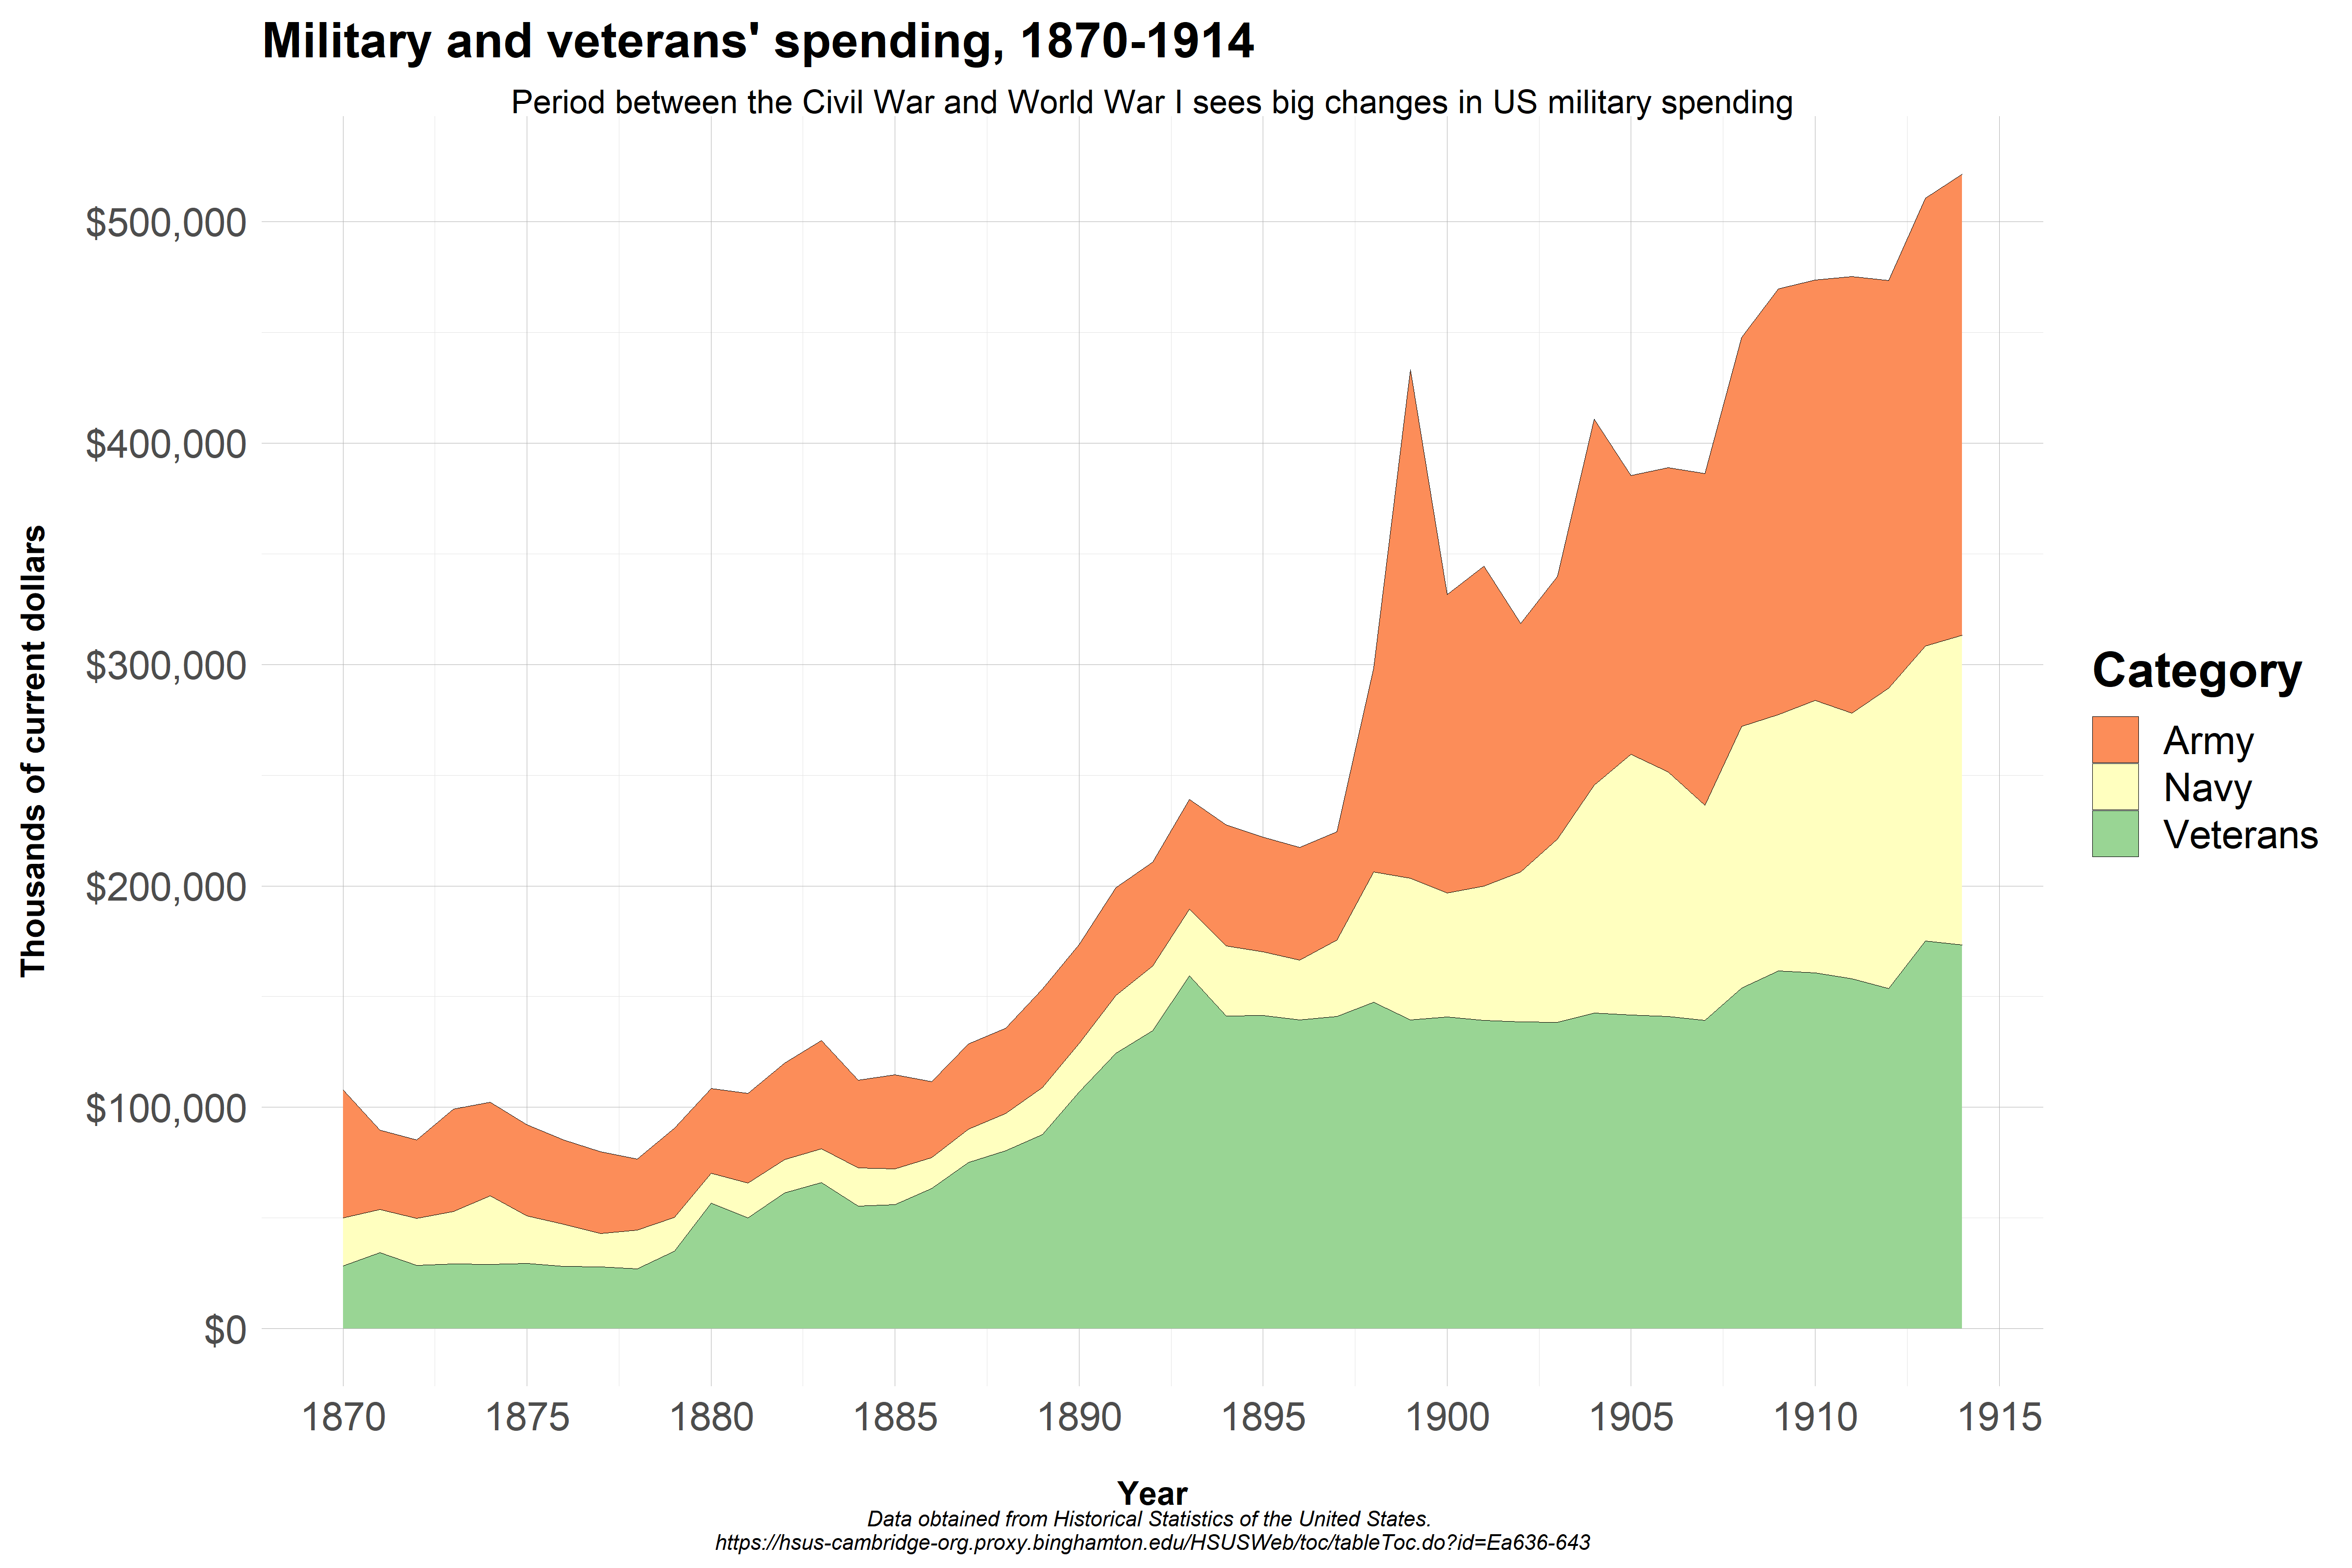 Military and veterans' spending, 1870-1914
Period between the Civil War and World War I sees big changes in US military spending
$500,000
$400,000
$300,000
$200,000
$100,000
$0
Thousands of current dollars
1870 1875 1880 1885 1890 1895 1900 1905 1910 1915
Year
Category
Army
Navy
Veterans
Data obtained from Historical Statistics of the United States.
https://hsus-cambridge-org.proxy.binghamton.edu/HSUSWeb/toc/tableToc.do?id=Ea636-643